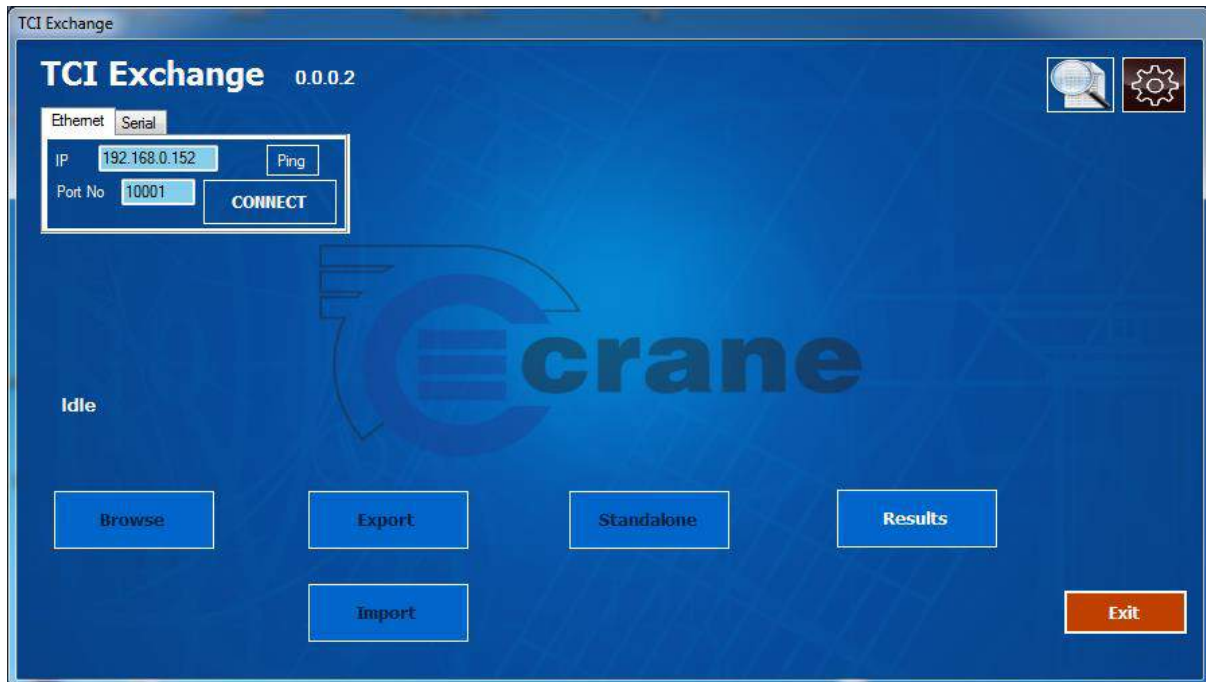 TCI Exchange
TCI Exchange 0.0.0.2
Ethernet Serial
IP 192.168.0.152 Ping
Port No 10001 CONNECT
crane
Idle
Browse Export Standalone Results
Import
Exit